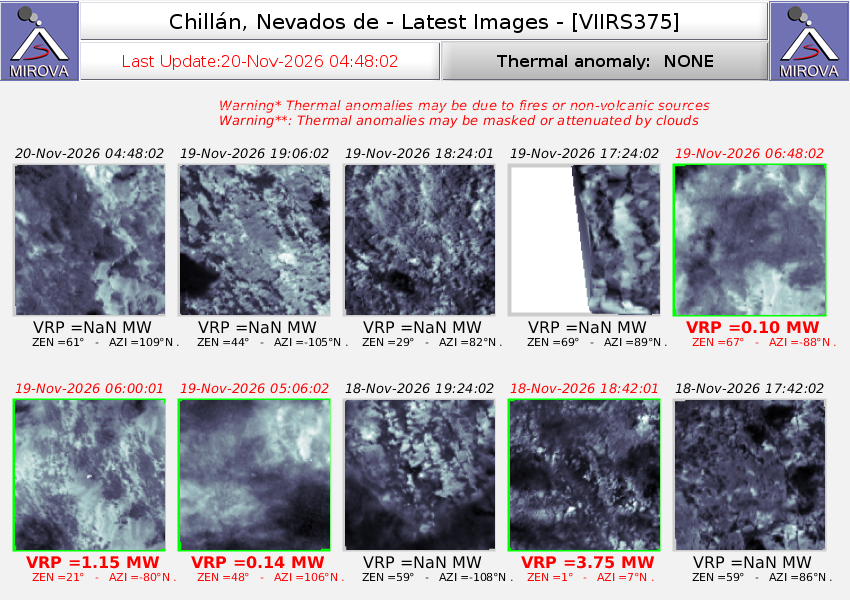 Chillán, Nevados de - Latest Images - [VIIRS375]
MIROVA
Last Update:20-Nov-2026 04:48:02
Thermal anomaly: NONE
MIROVA
Warning* Thermal anomalies may be due to fires or non-volcanic sources
Warning**: Thermal anomalies may be masked or attenuated by clouds
20-Nov-2026 04:48:02 19-Nov-2026 19:06:02 19-Nov-2026 18:24:01 19-Nov-2026 17:24:02 19-Nov-2026 06:48:02
VRP =NaN MW VRP =NaN MW VRP =NaN MW VRP =NaN MW VRP =0.10 MW
ZEN =61° - AZI =109°N . ZEN =44° - AZI =-105°N . ZEN =29° - AZI =82°N . ZEN =69° - AZI =89°N . ZEN =67° - AZI =-88°N .
19-Nov-2026 06:00:01 19-Nov-2026 05:06:02 18-Nov-2026 19:24:02 18-Nov-2026 18:42:01 18-Nov-2026 17:42:02
VRP =1.15 MW VRP =0.14 MW VRP =NaN MW VRP =3.75 MW VRP =NaN MW
ZEN =21° - AZI =-80°N . ZEN =48° - AZI =106°N . ZEN =59° - AZI =-108°N . ZEN =1° - AZI =7°N . ZEN =59° - AZI =86°N .